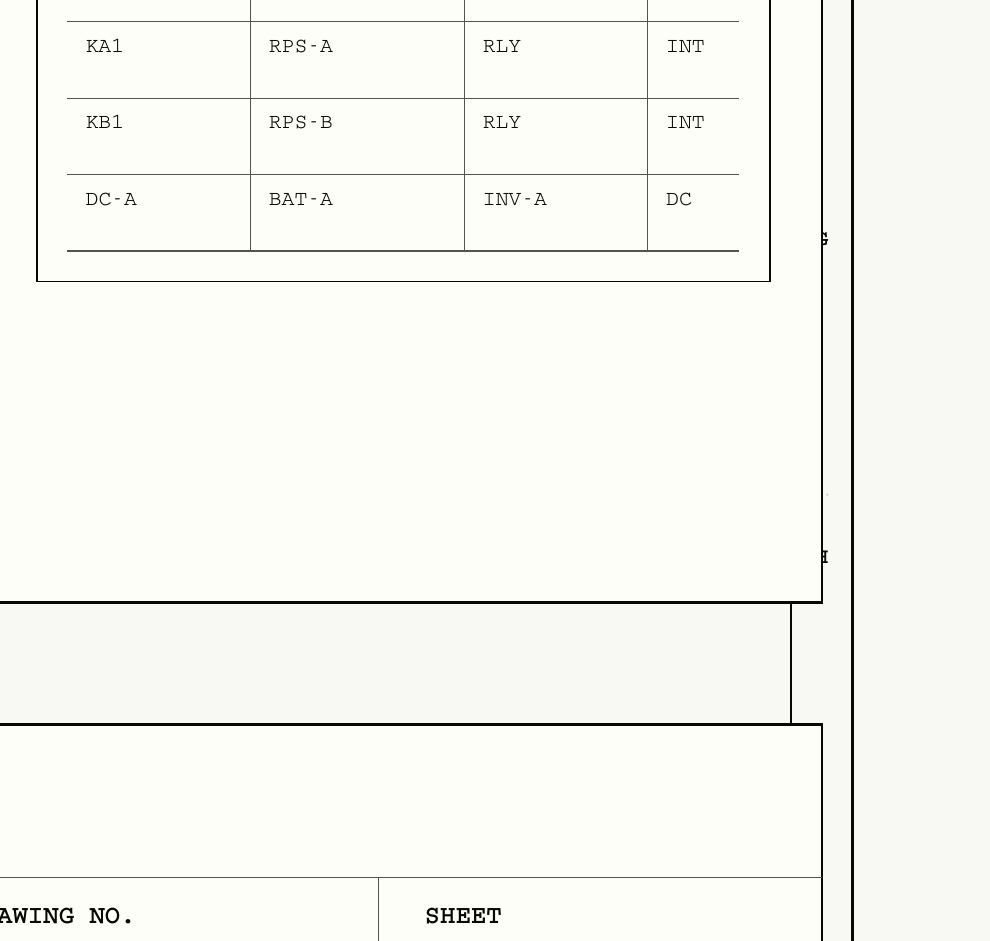 KA1 RPS-A RLY INT
KB1 RPS-B RLY INT
DC-A BAT-A INV-A DC
AWING NO. SHEET